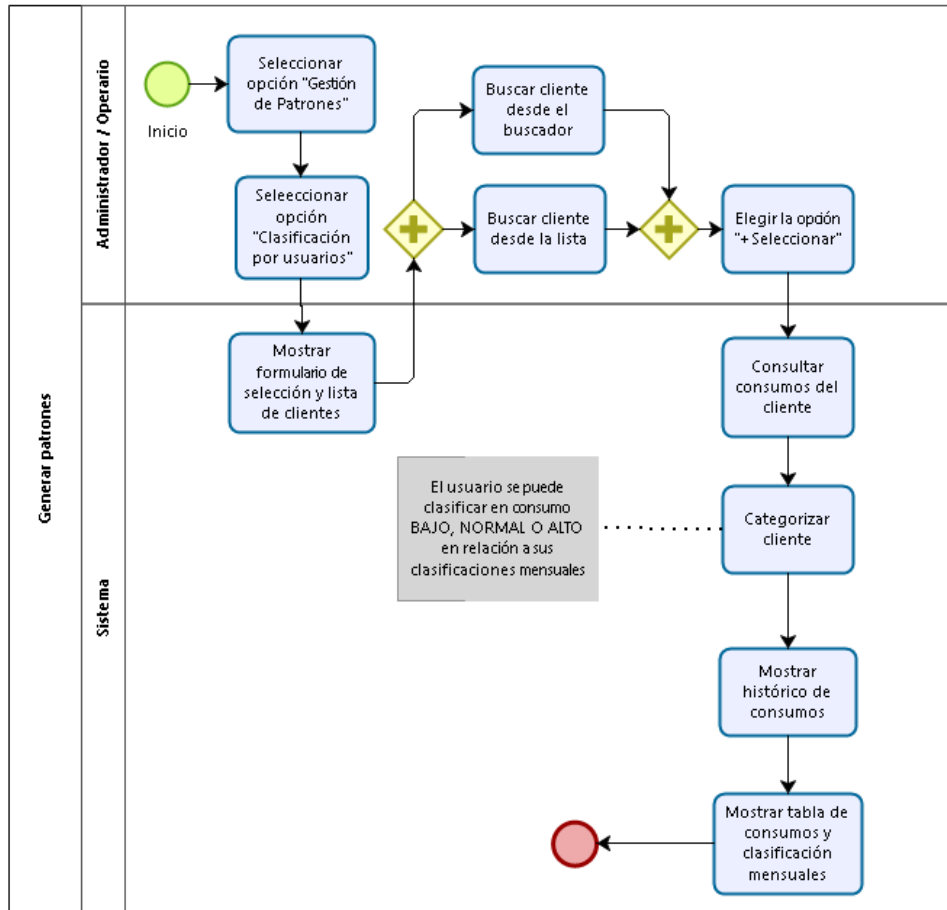 Generar patrones
Administrador / Operario
Inicio
Seleccionar
opción "Gestión
de Patrones"
Seleeccionar
opción
"Clasificación
por usuarios"
Buscar cliente
desde el
buscador
Buscar cliente
desde la lista
Elegir la opción
"+ Seleccionar"
Sistema
Mostrar
formulario de
selección y lista
de clientes
Consultar
consumos del
cliente
El usuario se puede
clasificar en consumo
BAJO, NORMAL O ALTO
en relación a sus
clasificaciones mensuales
Categorizar
cliente
Mostrar
histórico de
consumos
Mostrar tabla de
consumos y
clasificación
mensuales